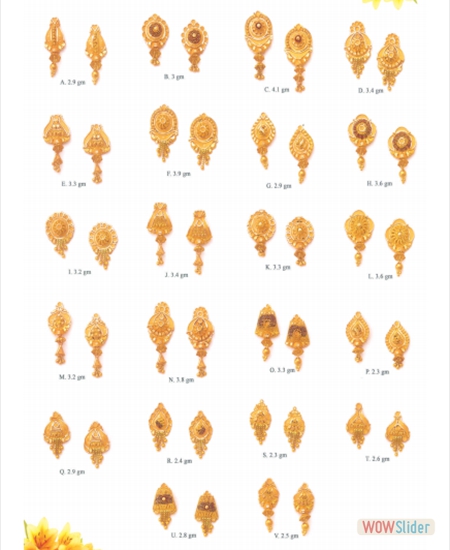 A. 2.9 gm
B. 3 gm
C. 4.1 gm
D. 3.4 gm
E. 3.5 gm
F. 3.9 gm
G. 2.9 gm
H. 3.6 gm
I. 3.2 gm
J. 3.4 gm
K. 3.3 gm
L. 3.6 gm
M. 3.2 gm
N. 3.8 gm
O. 3.3 gm
P. 2.3 gm
Q. 2.9 gm
R. 2.4 gm
S. 2.3 gm
T. 2.6 gm
U. 2.8 gm
V. 2.5 gm
WOWSlider